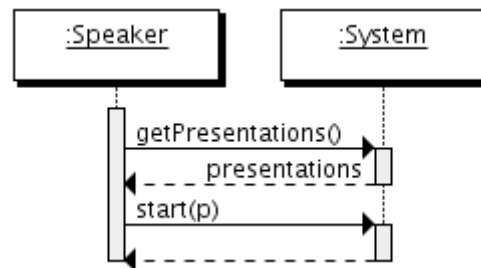 :Speaker
:System
getPresentations()
presentations
start(p)